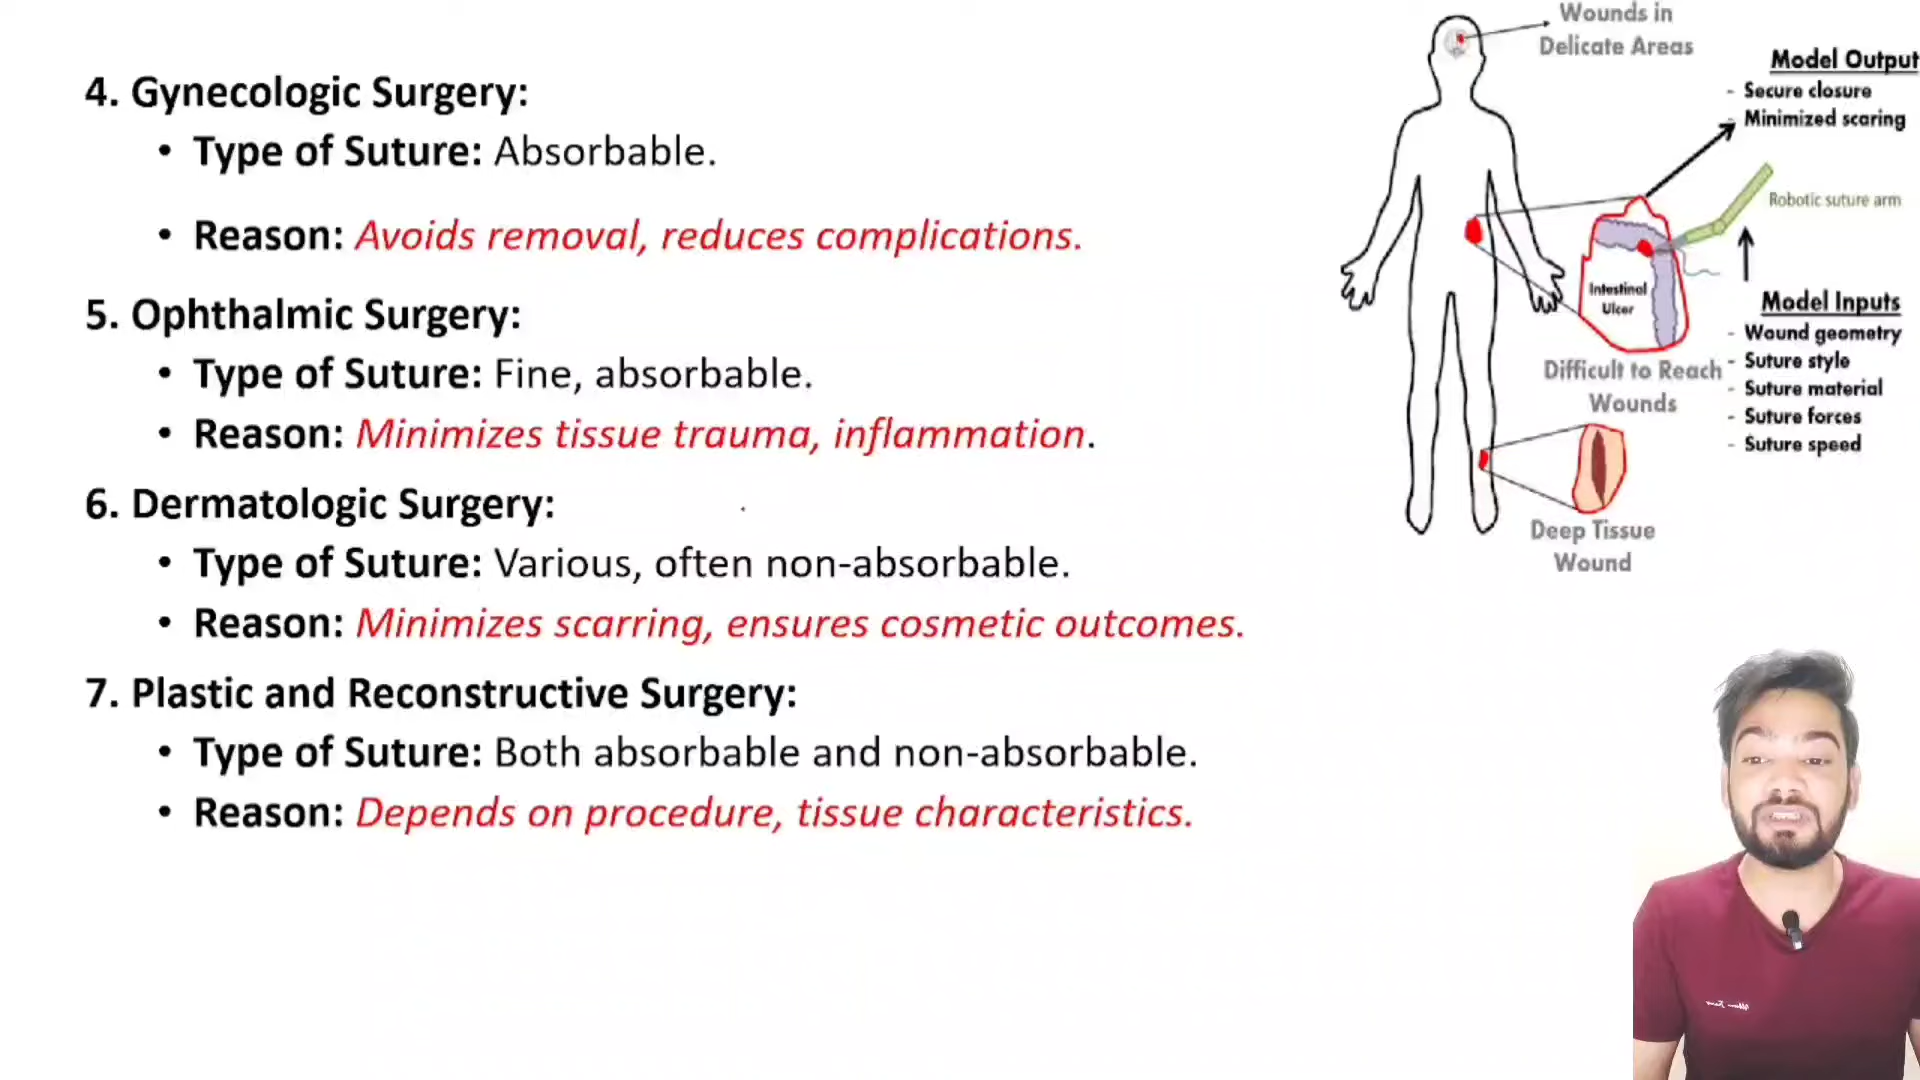 4. Gynecologic Surgery:
• Type of Suture: Absorbable.
• Reason: Avoids removal, reduces complications.
5. Ophthalmic Surgery:
• Type of Suture: Fine, absorbable.
• Reason: Minimizes tissue trauma, inflammation.
6. Dermatologic Surgery:
• Type of Suture: Various, often non-absorbable.
• Reason: Minimizes scarring, ensures cosmetic outcomes.
7. Plastic and Reconstructive Surgery:
• Type of Suture: Both absorbable and non-absorbable.
• Reason: Depends on procedure, tissue characteristics.
Wounds in
Delicate Areas
Model Output
- Secure closure
- Minimized scaring
Robotic suture arm
Intestinal
Ulcer
Difficult to Reach
Wounds
Model Inputs
- Wound geometry
- Suture style
- Suture material
- Suture forces
- Suture speed
Deep Tissue
Wound